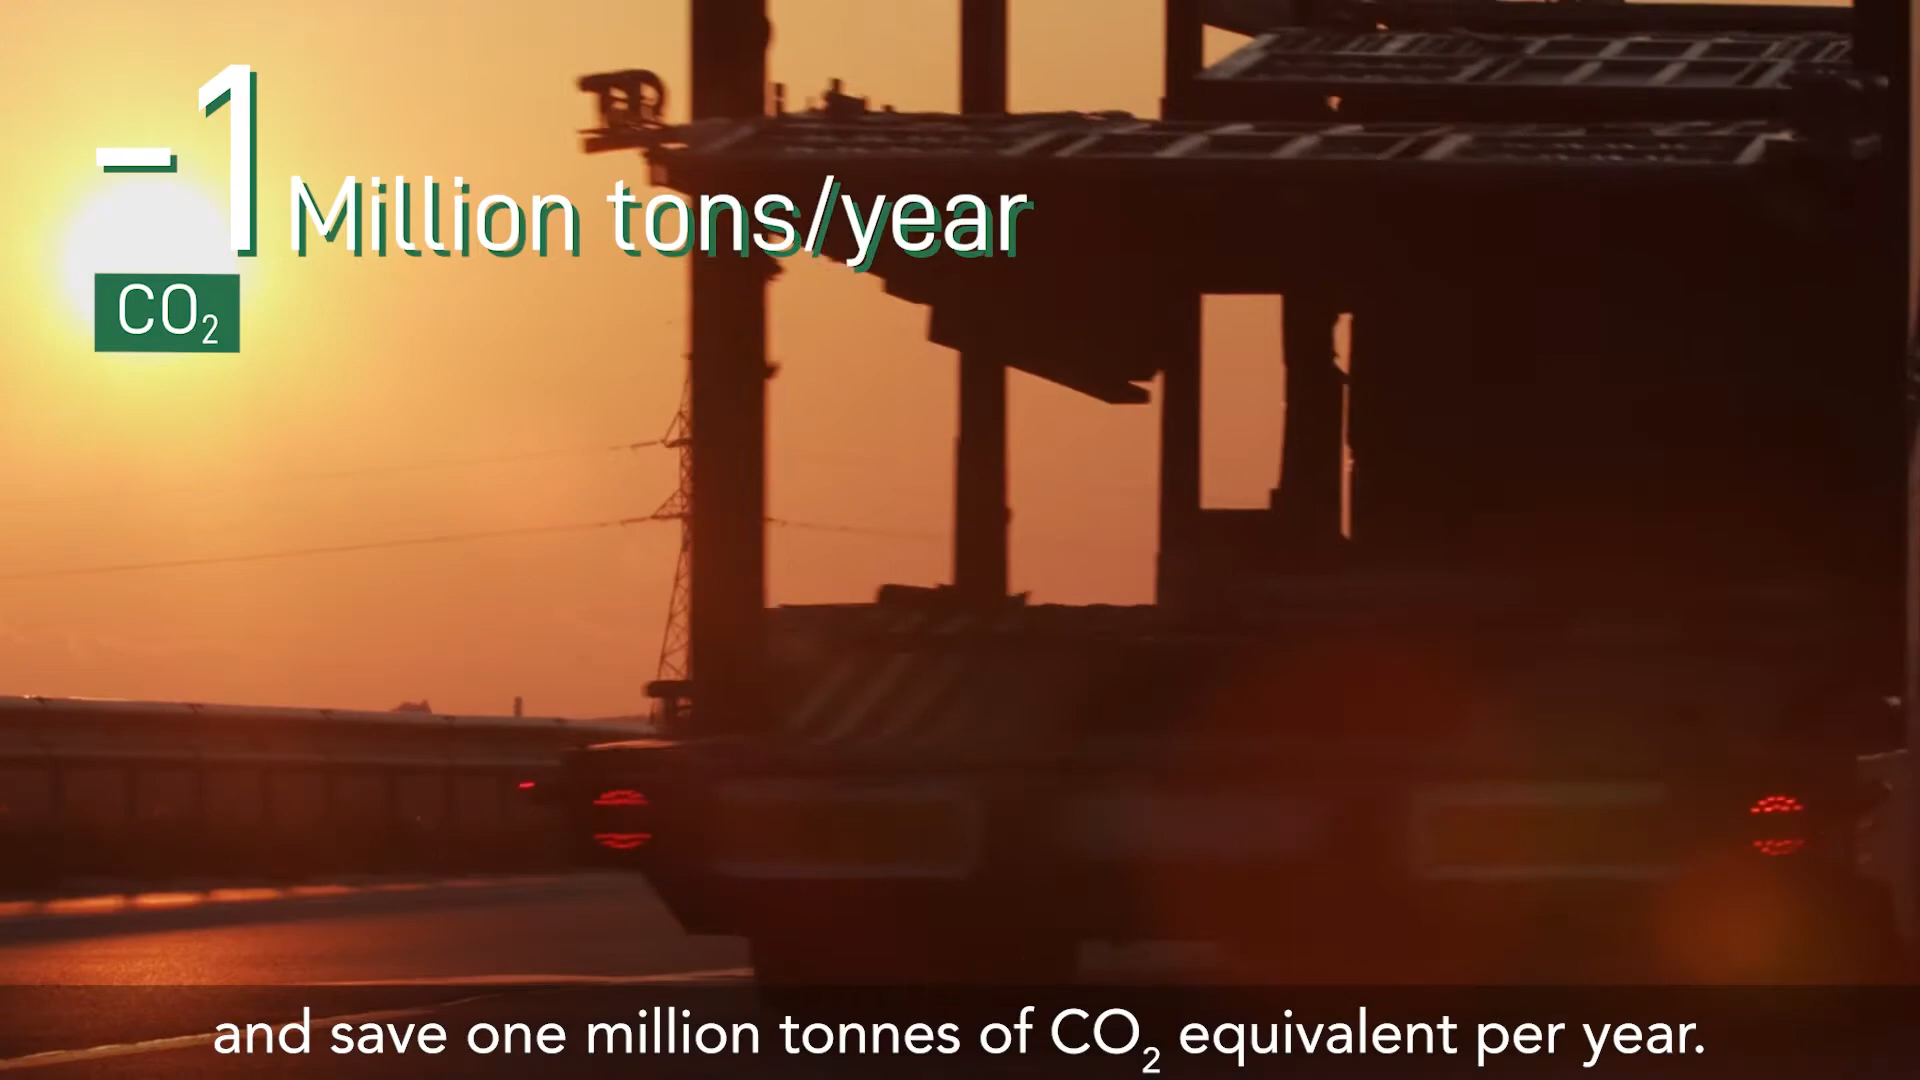 -1 Million tons/year
CO₂
and save one million tonnes of CO₂ equivalent per year.